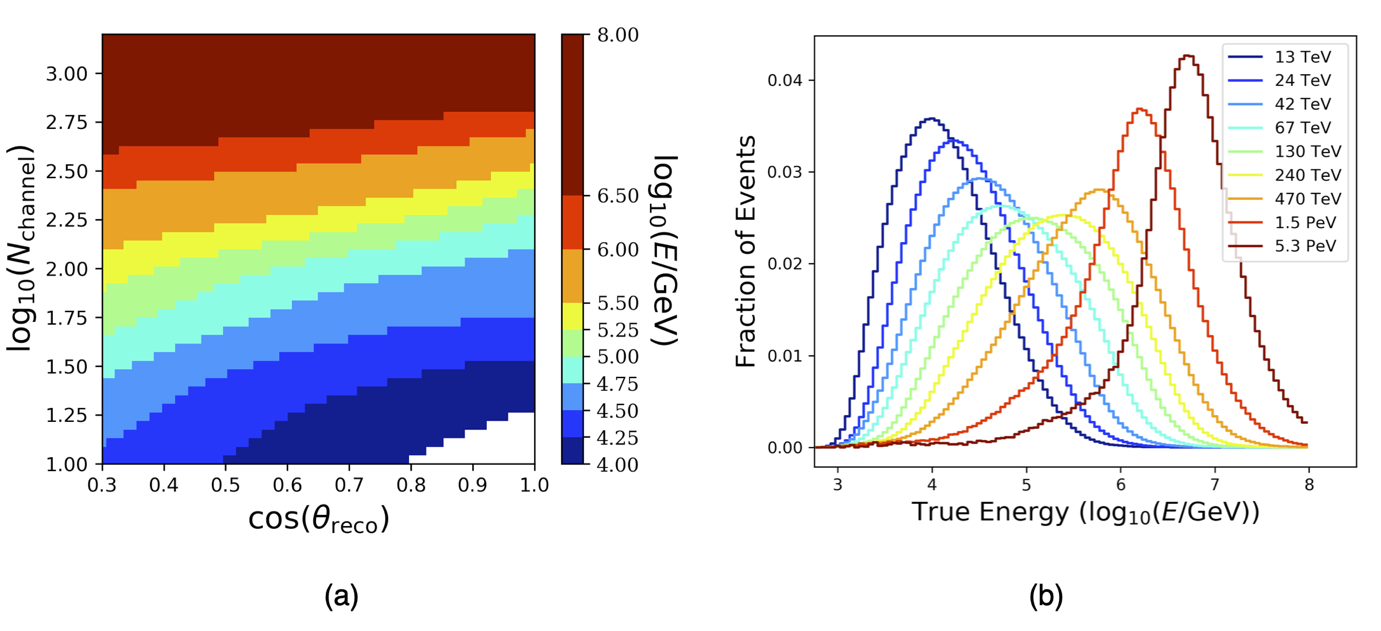 log₁₀(N_channel)
3.00
2.75
2.50
2.25
2.00
1.75
1.50
1.25
1.00
0.3 0.4 0.5 0.6 0.7 0.8 0.9 1.0
cos(θ_reco)
8.00
6.50
6.00
5.50
5.25
5.00
4.75
4.50
4.25
4.00
log₁₀(E/GeV)
(a)
Fraction of Events
0.04
0.03
0.02
0.01
0.00
3 4 5 6 7 8
True Energy (log₁₀(E/GeV))
13 TeV
24 TeV
42 TeV
67 TeV
130 TeV
240 TeV
470 TeV
1.5 PeV
5.3 PeV
(b)